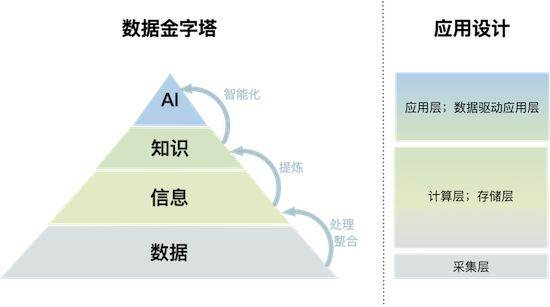 数据金字塔
AI
智能化
知识
提炼
信息
处理
整合
数据
应用设计
应用层；数据驱动应用层
计算层；存储层
采集层